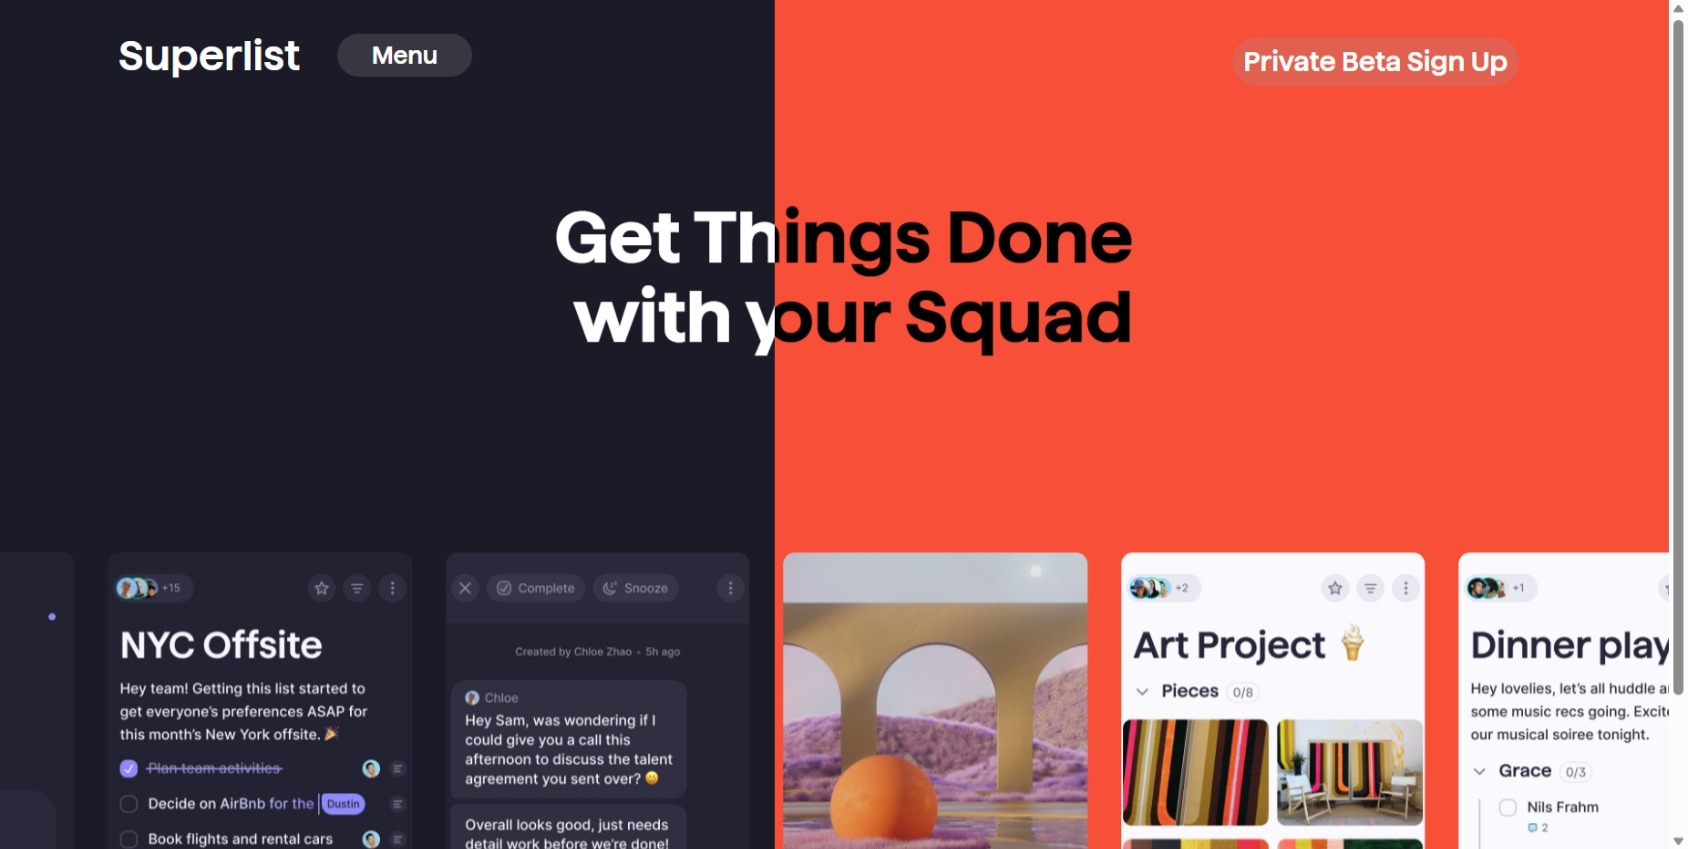 Superlist
Menu
Private Beta Sign Up
Get Things Done
with your Squad
+15
NYC Offsite
Hey team! Getting this list started to
get everyone's preferences ASAP for
this month's New York offsite. 🎉
Plan team activities
Decide on AirBnb for the Dustin
Book flights and rental cars
Complete
Snooze
Created by Chloe Zhao • 5h ago
Chloe
Hey Sam, was wondering if I
could give you a call this
afternoon to discuss the talent
agreement you sent over? 😀
Overall looks good, just needs
detail work before we're done!
+2
Art Project 🍦
Pieces 0/8
+1
Dinner play
Hey lovelies, let's all huddle a
some music recs going. Excit
our musical soiree tonight.
Grace 0/3
Nils Frahm
2